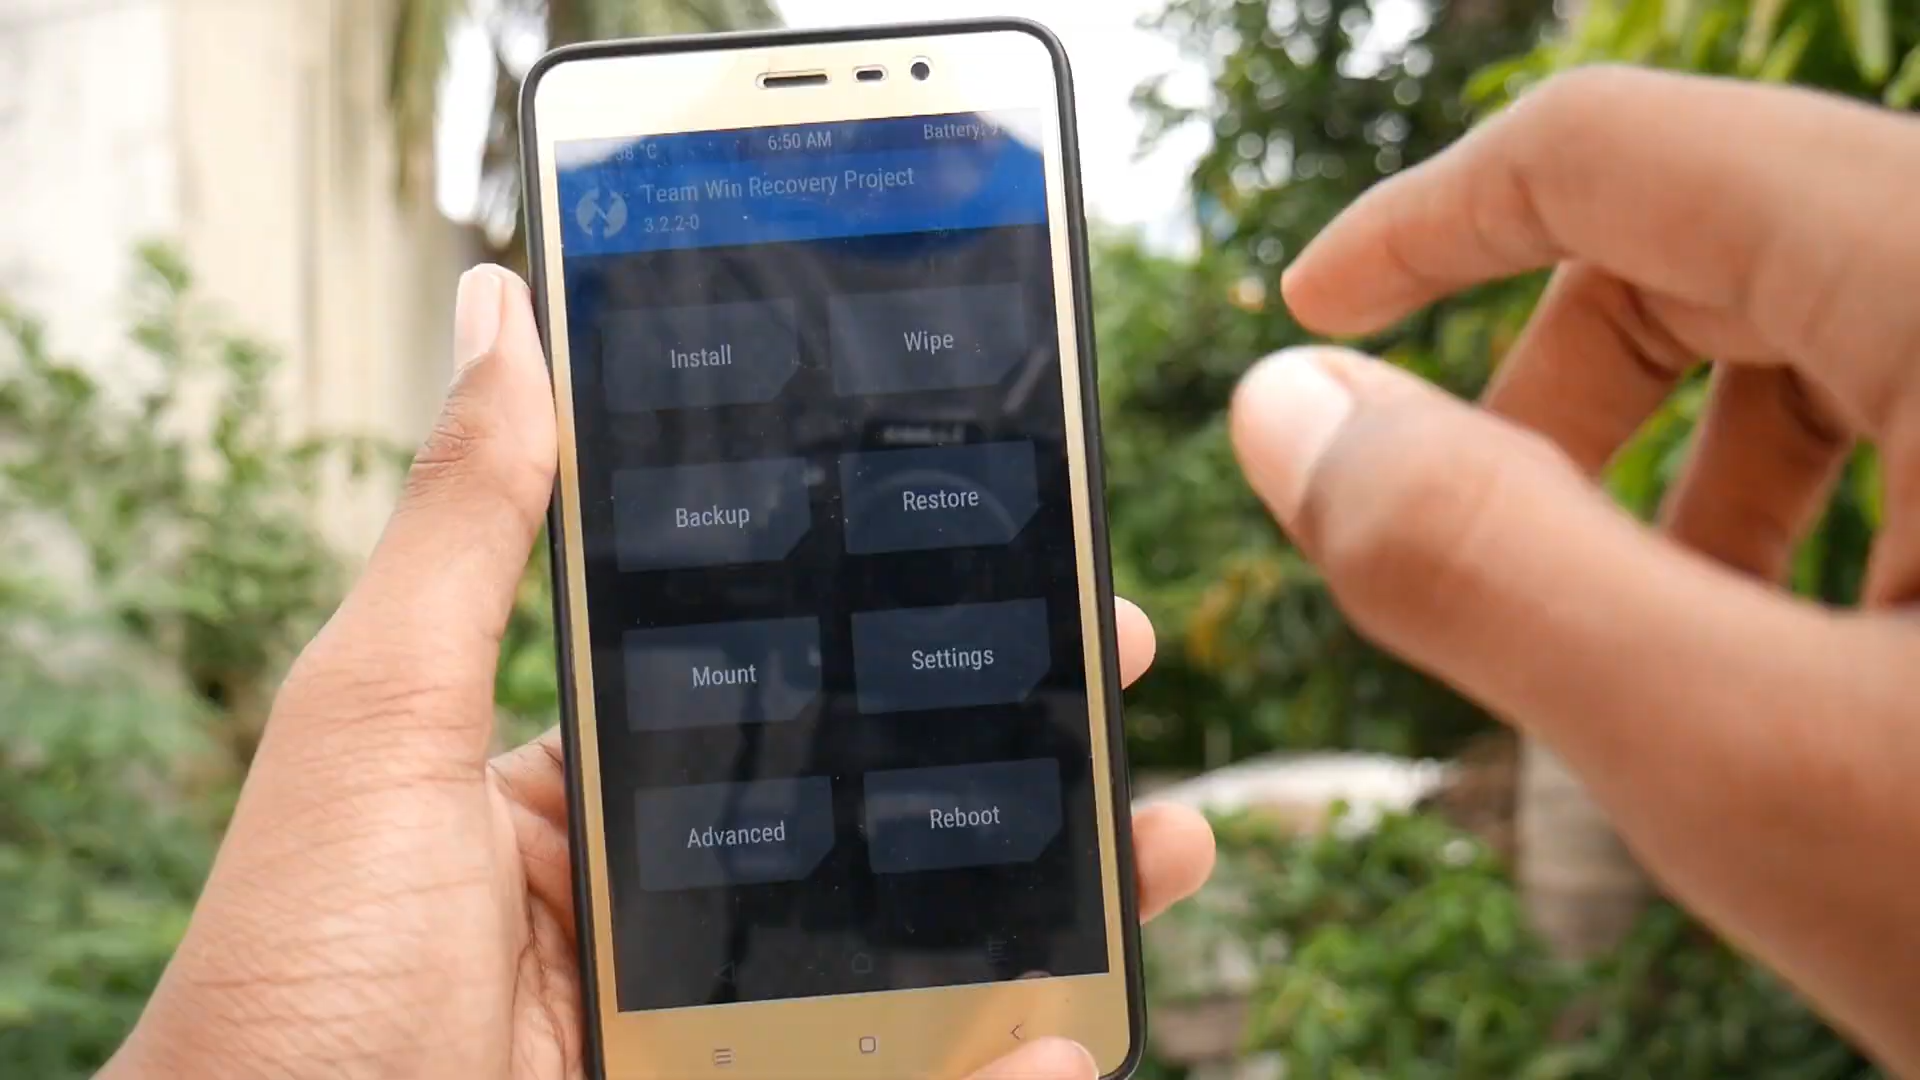 38 °C 6:50 AM Battery:
Team Win Recovery Project
3.2.2-0
Install Wipe
Backup Restore
Mount Settings
Advanced Reboot